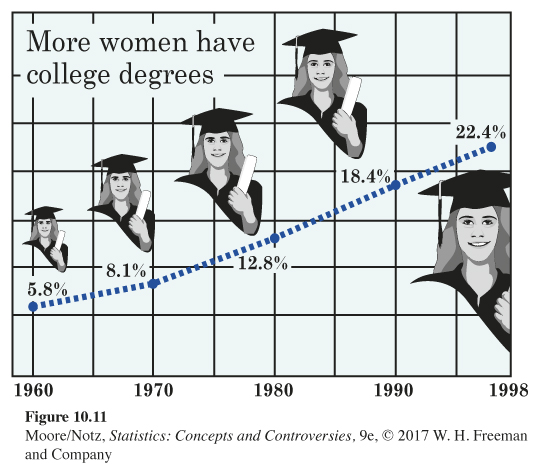 More women have
college degrees
22.4%
18.4%
12.8%
8.1%
5.8%
1960 1970 1980 1990 1998
Figure 10.11
Moore/Notz, Statistics: Concepts and Controversies, 9e, © 2017 W. H. Freeman
and Company